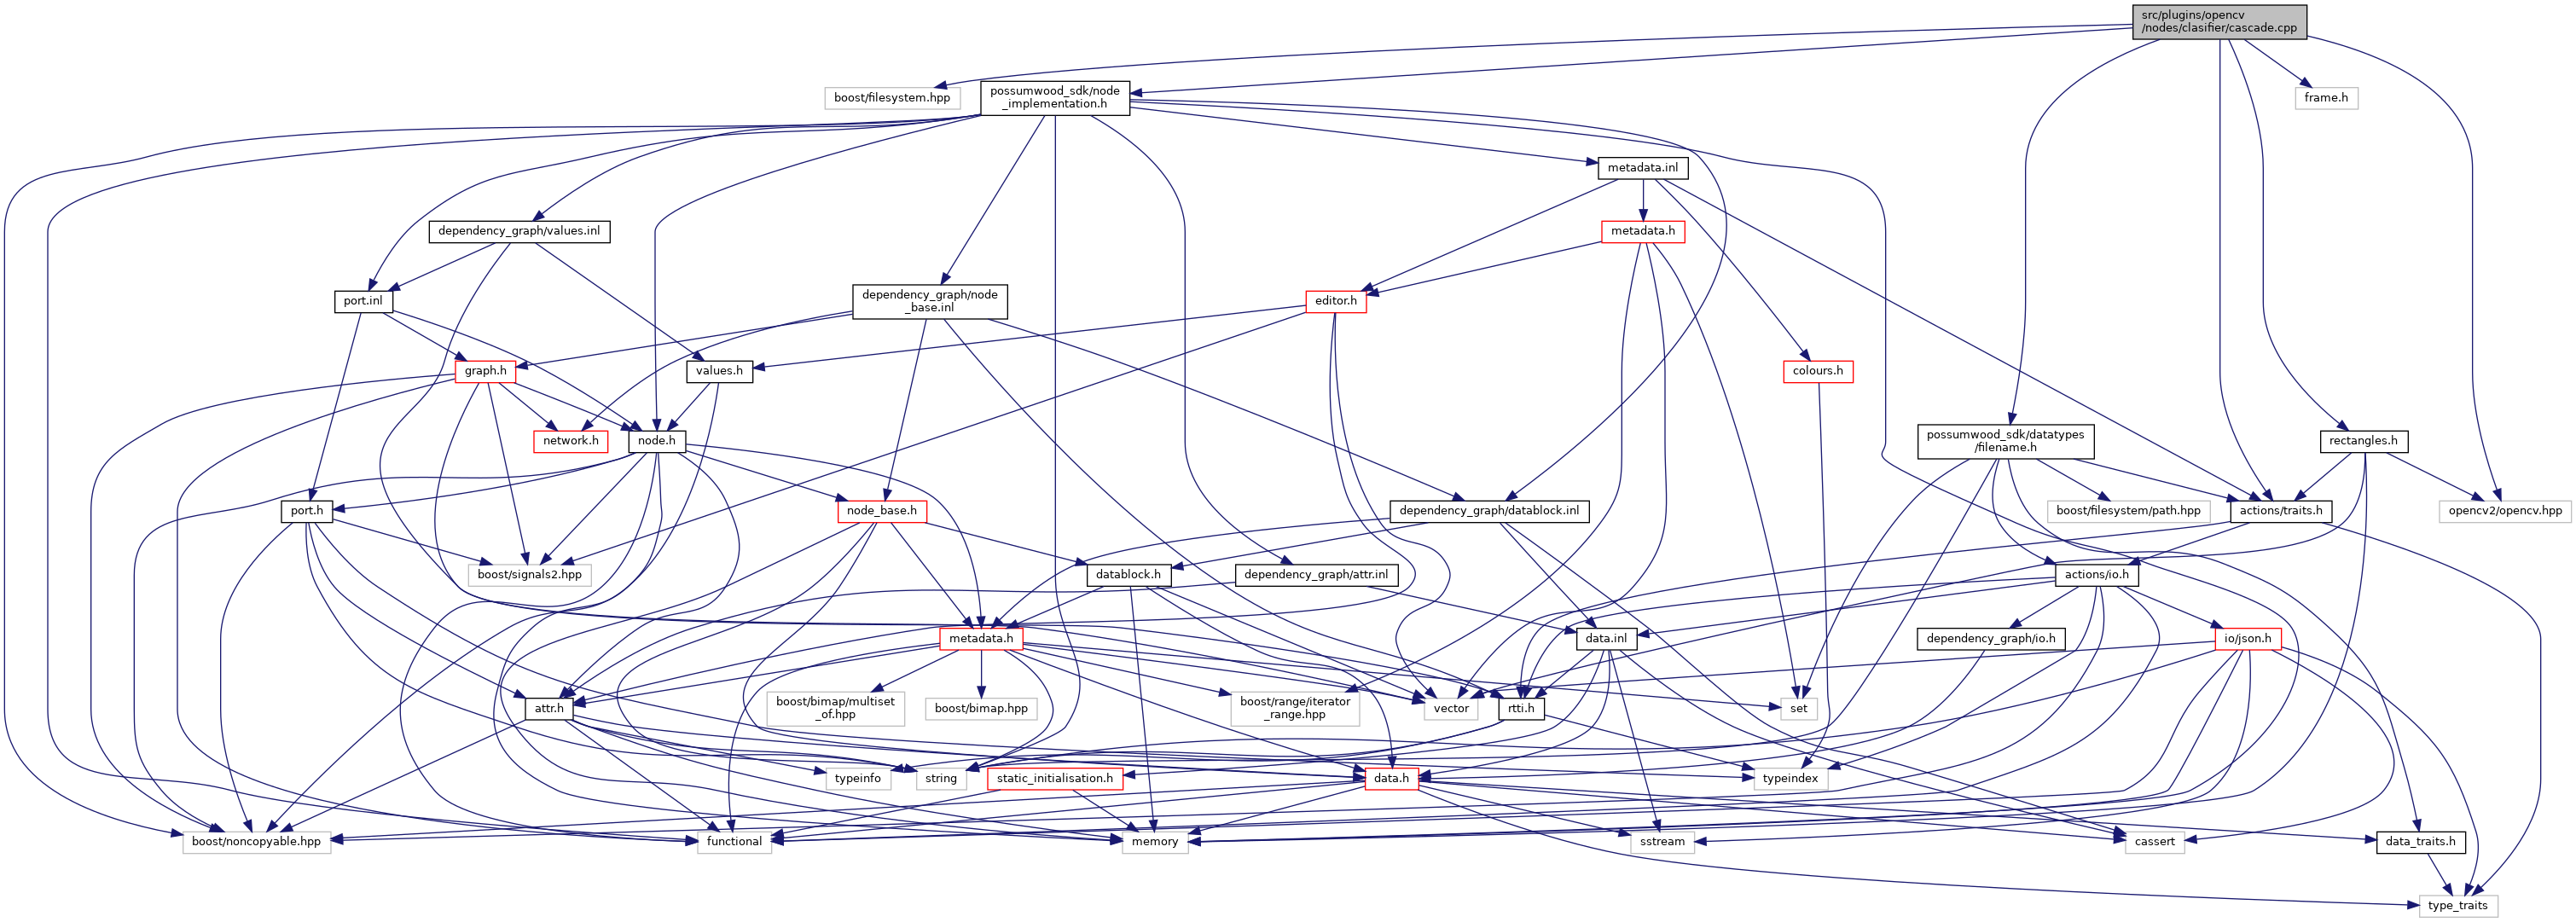 src/plugins/opencv
/nodes/clasifier/cascade.cpp
boost/filesystem.hpp
possumwood_sdk/node
_implementation.h
frame.h
metadata.inl
dependency_graph/values.inl
metadata.h
port.inl
dependency_graph/node
_base.inl
editor.h
graph.h
values.h
colours.h
network.h
node.h
possumwood_sdk/datatypes
/filename.h
rectangles.h
port.h
node_base.h
dependency_graph/datablock.inl
boost/filesystem/path.hpp
actions/traits.h
opencv2/opencv.hpp
boost/signals2.hpp
datablock.h
dependency_graph/attr.inl
actions/io.h
metadata.h
data.inl
dependency_graph/io.h
io/json.h
attr.h
boost/bimap/multiset
_of.hpp
boost/bimap.hpp
boost/range/iterator
_range.hpp
vector
rtti.h
set
typeinfo
string
static_initialisation.h
data.h
typeindex
boost/noncopyable.hpp
functional
memory
sstream
cassert
data_traits.h
type_traits